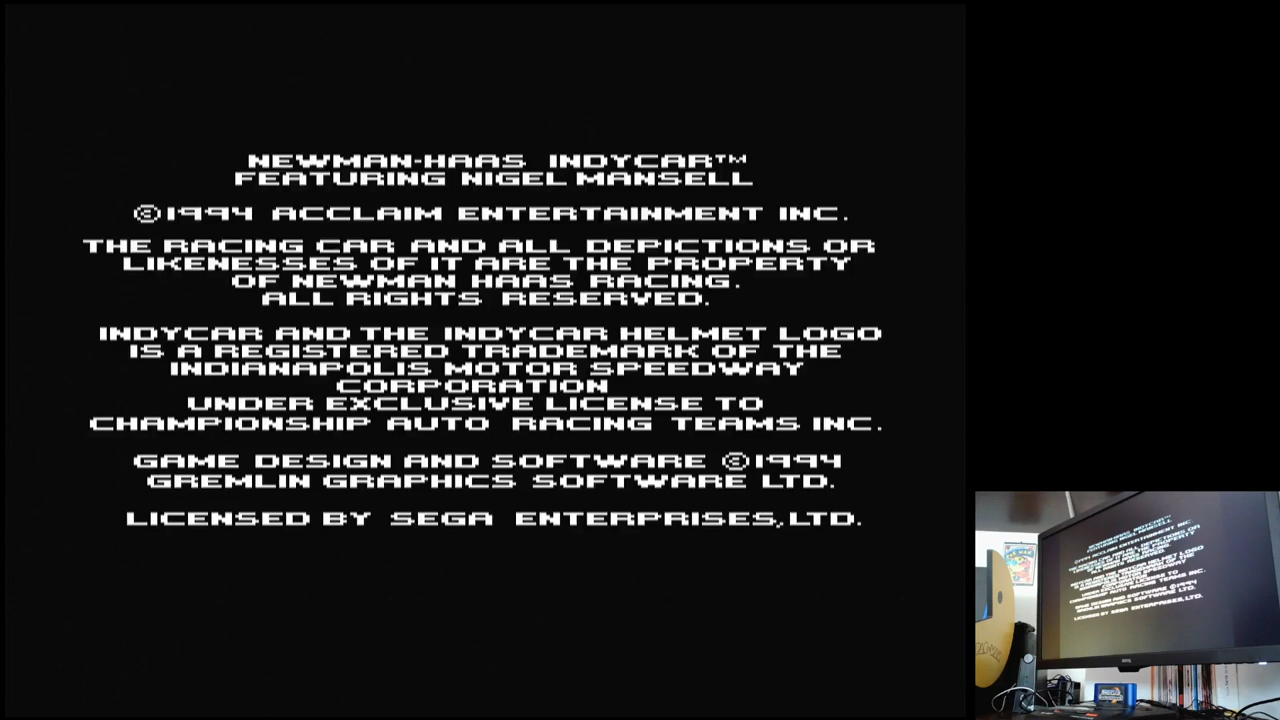 NEWMAN-HAAS INDYCAR™
FEATURING NIGEL MANSELL
©1994 ACCLAIM ENTERTAINMENT INC.
THE RACING CAR AND ALL DEPICTIONS OR
LIKENESSES OF IT ARE THE PROPERTY
OF NEWMAN HAAS RACING.
ALL RIGHTS RESERVED.
INDYCAR AND THE INDYCAR HELMET LOGO
IS A REGISTERED TRADEMARK OF THE
INDIANAPOLIS MOTOR SPEEDWAY
CORPORATION
UNDER EXCLUSIVE LICENSE TO
CHAMPIONSHIP AUTO RACING TEAMS INC.
GAME DESIGN AND SOFTWARE ©1994
GREMLIN GRAPHICS SOFTWARE LTD.
LICENSED BY SEGA ENTERPRISES,LTD.